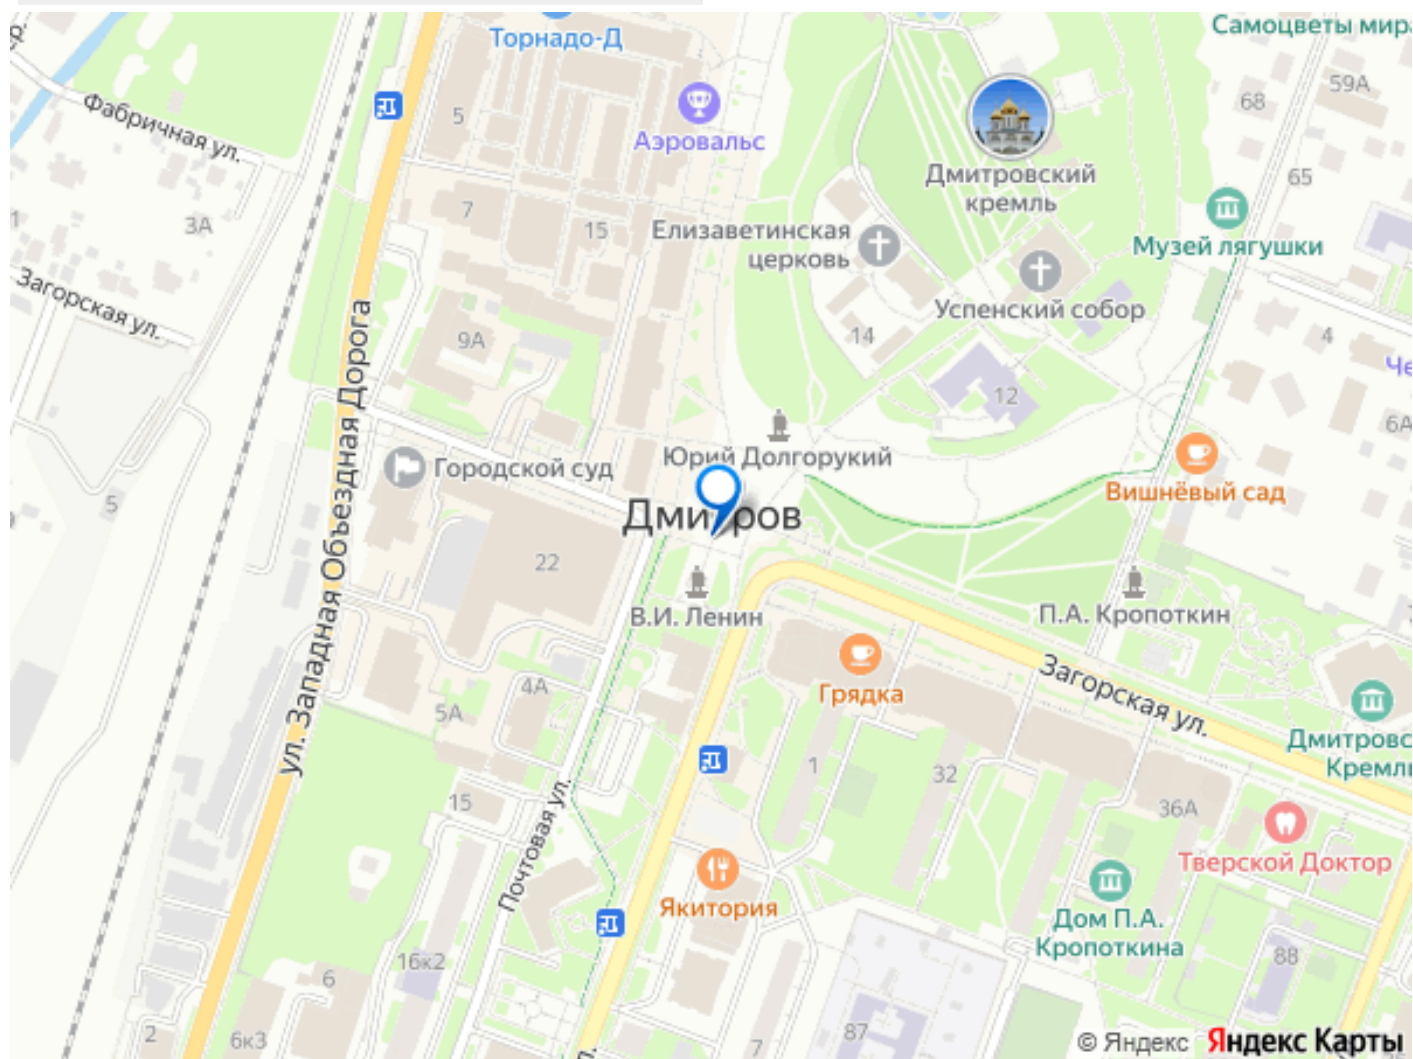 Самоцветы мира
Торнадо-Д
59А
68
5
Фабричная ул.
Аэровальс
Дмитровский
кремль
65
7
3А
1
15
Елизаветинская
церковь
Музей лягушки
Загорская ул.
Успенский собор
9А
14
4
Че
12
6А
ул. Западная Объездная Дорога
Юрий Долгорукий
Городской суд
Вишнёвый сад
5
Дмитров
22
В.И. Ленин
П.А. Кропоткин
Грядка
Загорская ул.
4А
5А
Дмитровс
Кремль
1
32
15
36А
Почтовая ул.
Тверской Доктор
Якитория
Дом П.А.
Кропоткина
16к2
88
6
2
6к3
7
87
© Яндекс Яндекс Карты